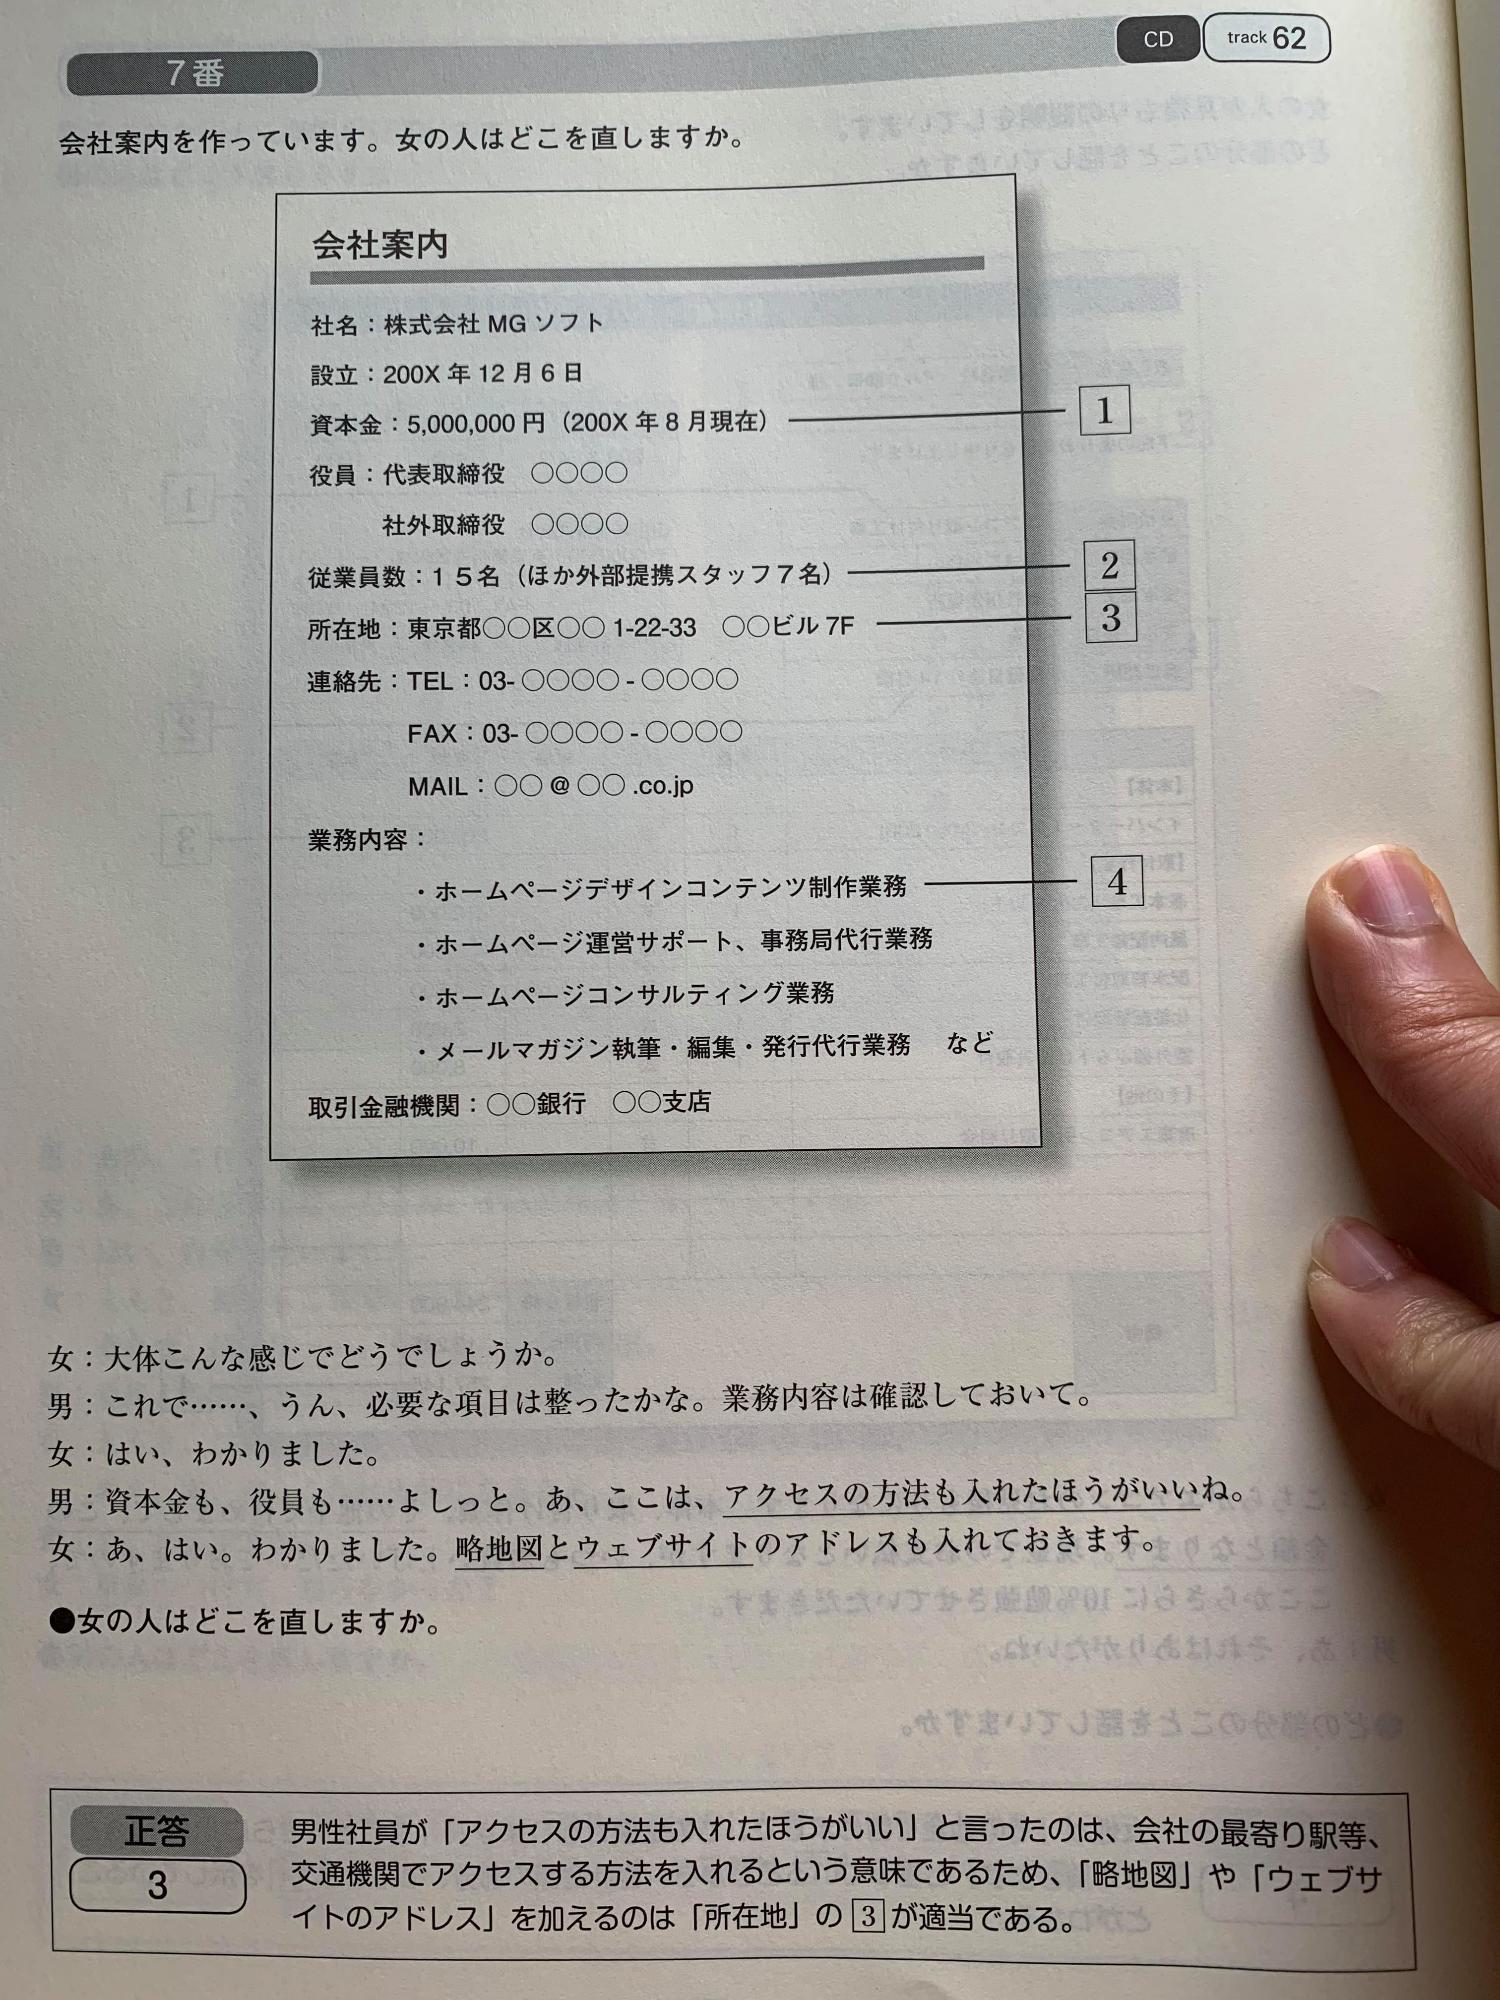 7番
CD track 62
会社案内を作っています。女の人はどこを直しますか。
会社案内
社名：株式会社 MG ソフト
設立：200X 年 12 月 6 日
資本金：5,000,000 円（200X 年 8 月現在） 1
役員：代表取締役 ○○○○
社外取締役 ○○○○
従業員数：１５名（ほか外部提携スタッフ７名） 2
所在地：東京都○○区○○ 1-22-33 ○○ビル 7F 3
連絡先：TEL：03- ○○○○ - ○○○○
FAX：03- ○○○○ - ○○○○
MAIL：○○ @ ○○ .co.jp
業務内容：
・ホームページデザインコンテンツ制作業務 4
・ホームページ運営サポート、事務局代行業務
・ホームページコンサルティング業務
・メールマガジン執筆・編集・発行代行業務 など
取引金融機関：○○銀行 ○○支店
女：大体こんな感じでどうでしょうか。
男：これで……、うん、必要な項目は整ったかな。業務内容は確認しておいて。
女：はい、わかりました。
男：資本金も、役員も……よしっと。あ、ここは、アクセスの方法も入れたほうがいいね。
女：あ、はい。わかりました。略地図とウェブサイトのアドレスも入れておきます。
●女の人はどこを直しますか。
正答
3
男性社員が「アクセスの方法も入れたほうがいい」と言ったのは、会社の最寄り駅等、
交通機関でアクセスする方法を入れるという意味であるため、「略地図」や「ウェブサ
イトのアドレス」を加えるのは「所在地」の 3 が適当である。